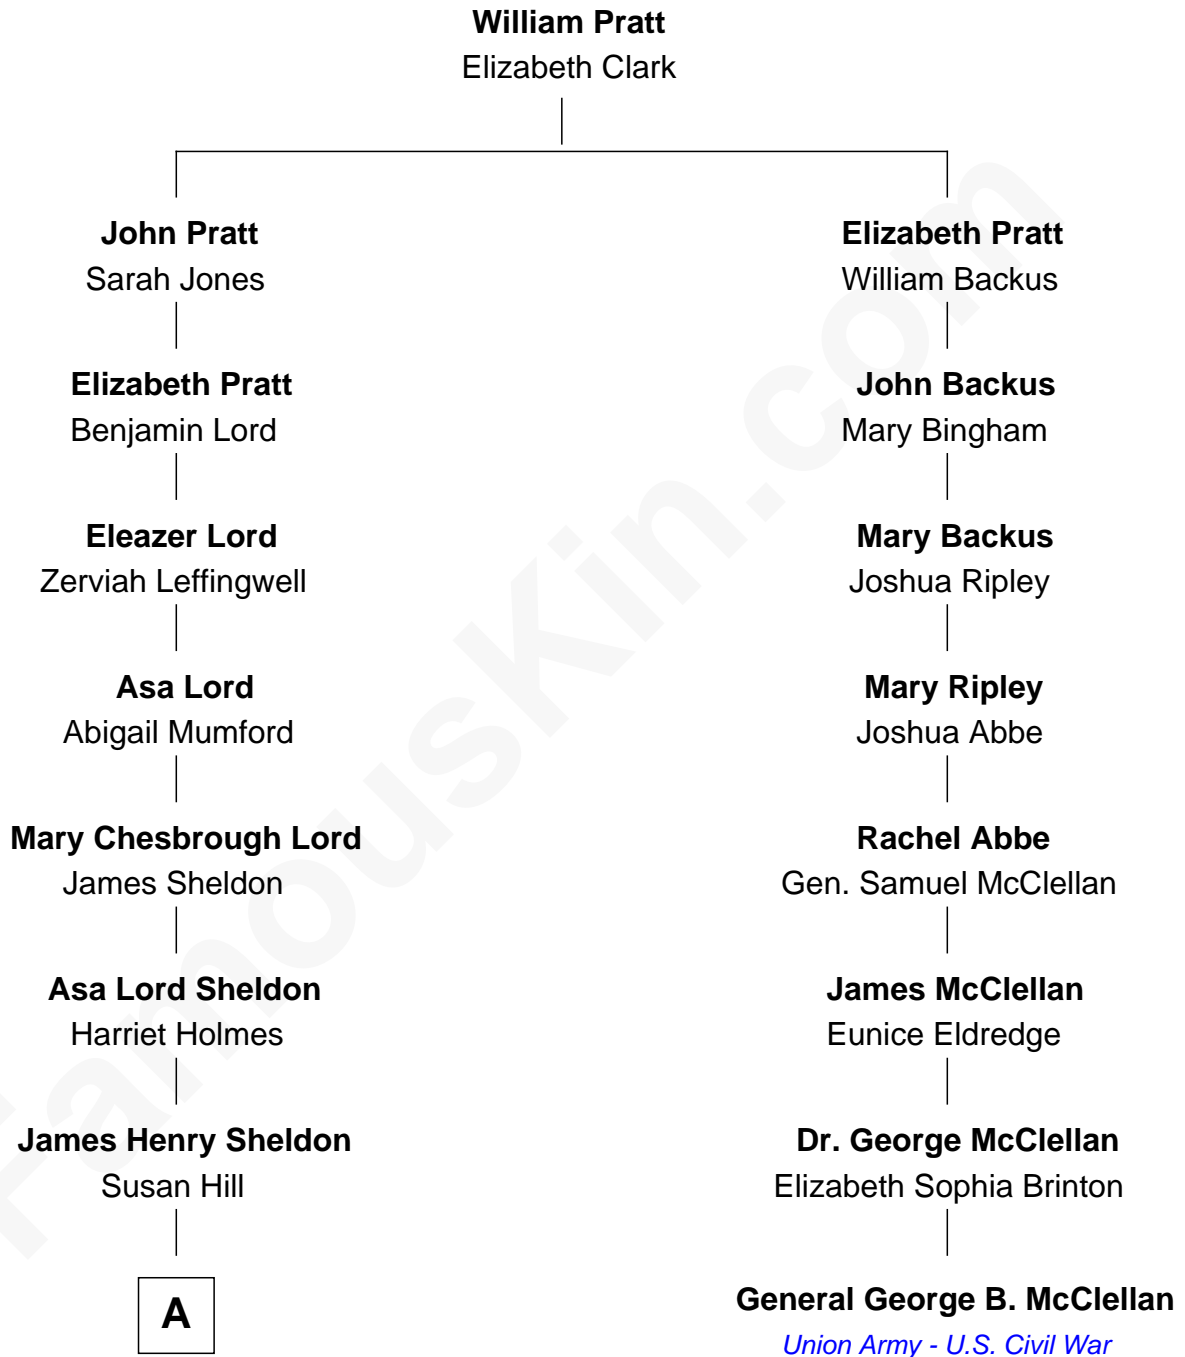 William Pratt
Elizabeth Clark
John Pratt
Sarah Jones
Elizabeth Pratt
William Backus
Elizabeth Pratt
Benjamin Lord
John Backus
Mary Bingham
Eleazer Lord
Zerviah Leffingwell
Mary Backus
Joshua Ripley
Asa Lord
Abigail Mumford
Mary Ripley
Joshua Abbe
Mary Chesbrough Lord
James Sheldon
Rachel Abbe
Gen. Samuel McClellan
Asa Lord Sheldon
Harriet Holmes
James McClellan
Eunice Eldredge
James Henry Sheldon
Susan Hill
Dr. George McClellan
Elizabeth Sophia Brinton
A
General George B. McClellan
Union Army - U.S. Civil War
FamousKin.com